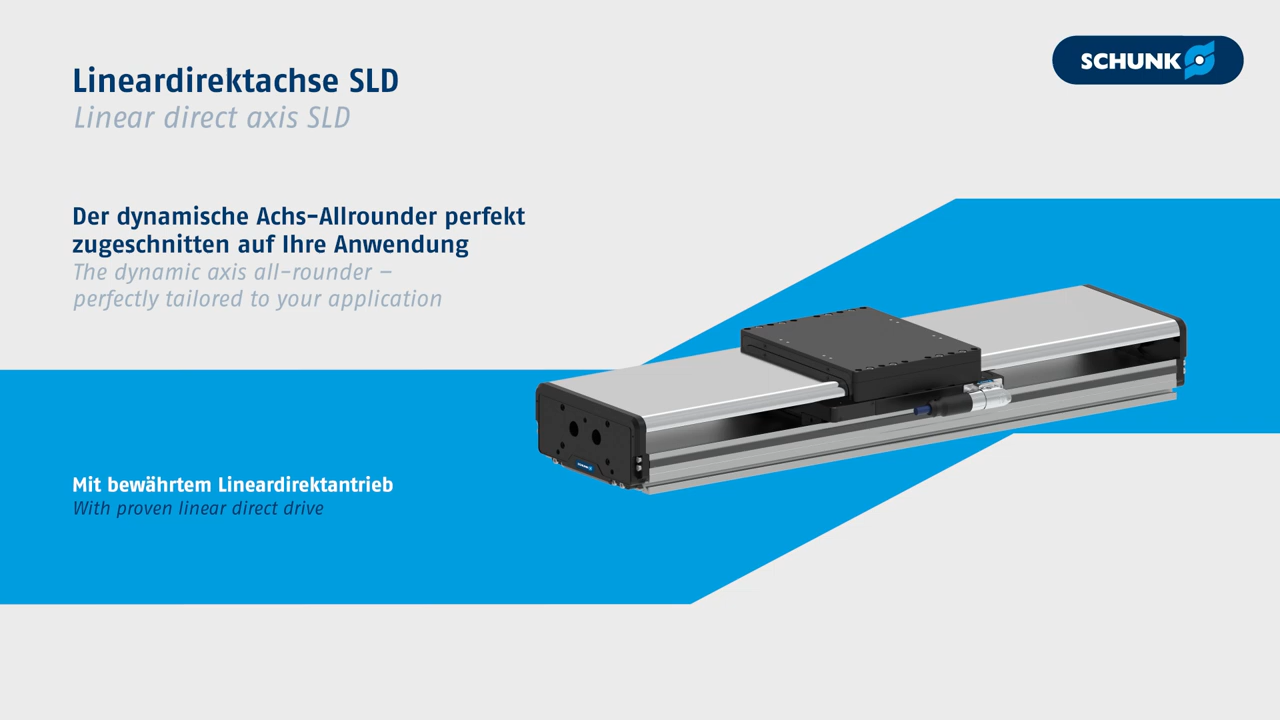 Lineardirektachse SLD
Linear direct axis SLD
SCHUNK
Der dynamische Achs-Allrounder perfekt
zugeschnitten auf Ihre Anwendung
The dynamic axis all-rounder –
perfectly tailored to your application
SCHUNK
Mit bewährtem Lineardirektantrieb
With proven linear direct drive